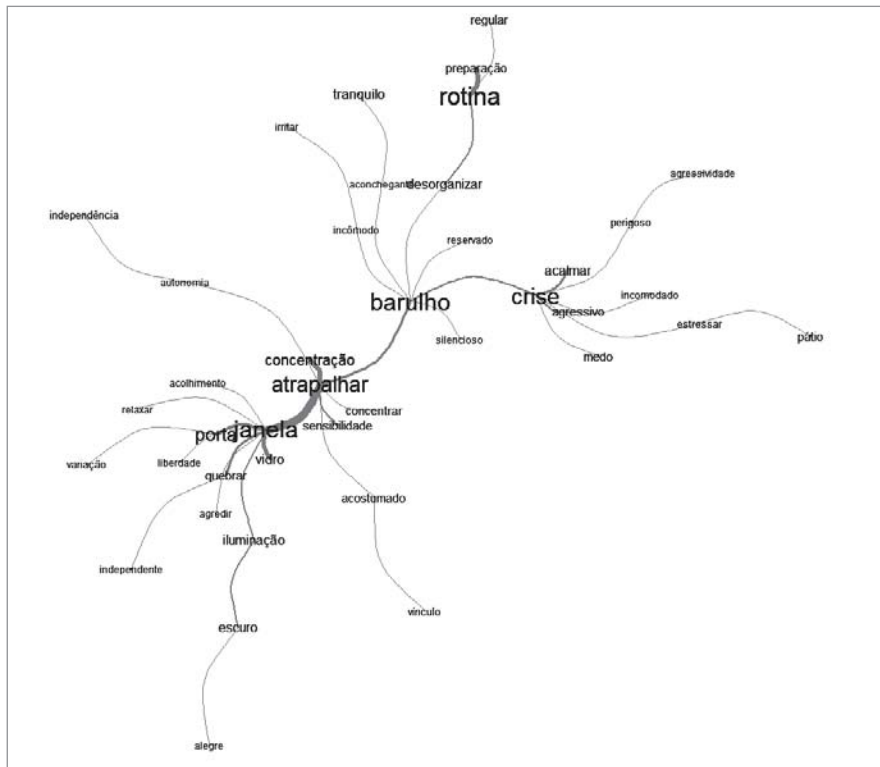 regular
preparação
rotina
tranquilo
irritar
agressividade
aconchegant
desorganizar
independência
perigoso
incômodo
reservado
acalmar
autonomia
barulho
crise
incomodado
agressivo
estressar
silencioso
pátio
medo
concentração
atrapalhar
acolhimento
relaxar
concentrar
sensibilidade
porta
janela
variação
liberdade
vidro
quebrar
acostumado
agredir
iluminação
independente
vínculo
escuro
alegre